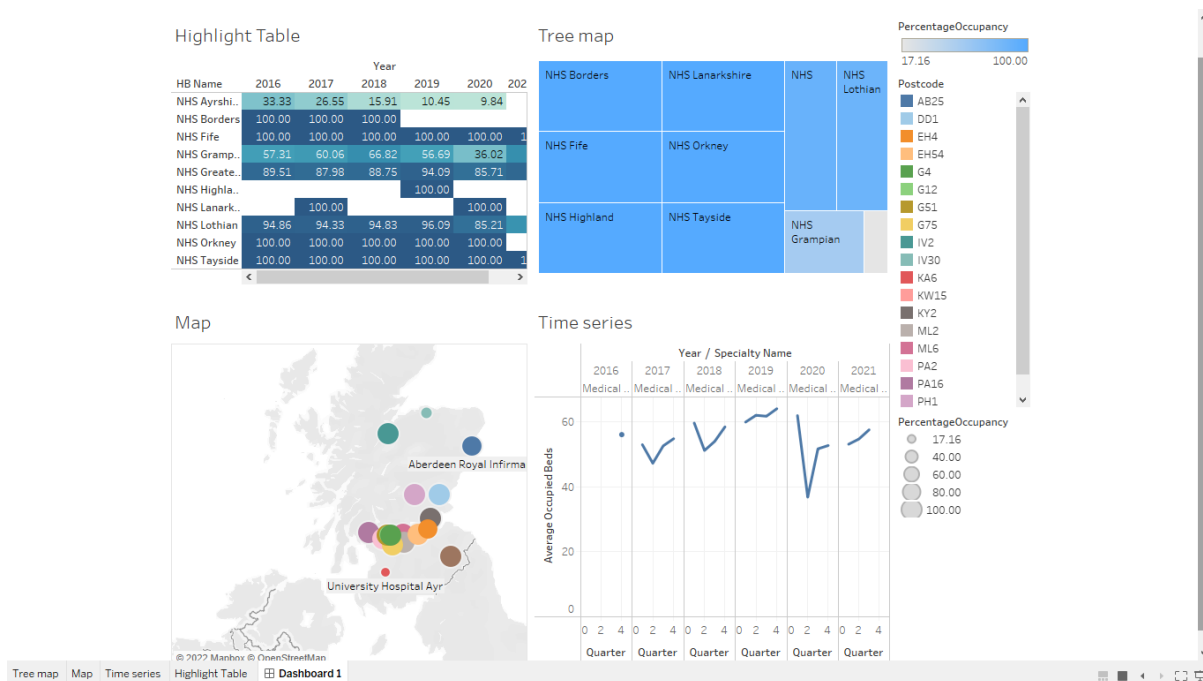 Highlight Table
Year
HB Name 2016 2017 2018 2019 2020 202
NHS Ayrshi.. 33.33 26.55 15.91 10.45 9.84
NHS Borders 100.00 100.00 100.00
NHS Fife 100.00 100.00 100.00 100.00 100.00 1
NHS Gramp.. 57.31 60.06 66.82 56.69 36.02
NHS Greate.. 89.51 87.98 88.75 94.09 85.71
NHS Highla.. 100.00
NHS Lanark.. 100.00 100.00
NHS Lothian 94.86 94.33 94.83 96.09 85.21
NHS Orkney 100.00 100.00 100.00 100.00 100.00
NHS Tayside 100.00 100.00 100.00 100.00 100.00 1
Tree map
NHS Borders NHS Lanarkshire NHS NHS
Lothian
NHS Fife NHS Orkney
NHS Highland NHS Tayside NHS
Grampian
PercentageOccupancy
17.16 100.00
Postcode
AB25
DD1
EH4
EH54
G4
G12
G51
G75
IV2
IV30
KA6
KW15
KY2
ML2
ML6
PA2
PA16
PH1
PercentageOccupancy
17.16
40.00
60.00
80.00
100.00
Map
Aberdeen Royal Infirma
University Hospital Ayr
© 2022 Mapbox © OpenStreetMap
Time series
Year / Specialty Name
2016 2017 2018 2019 2020 2021
Medical .. Medical .. Medical .. Medical .. Medical .. Medical ..
Average Occupied Beds
60
40
20
0
0 2 4 0 2 4 0 2 4 0 2 4 0 2 4 0 2 4
Quarter Quarter Quarter Quarter Quarter Quarter
Tree map Map Time series Highlight Table Dashboard 1